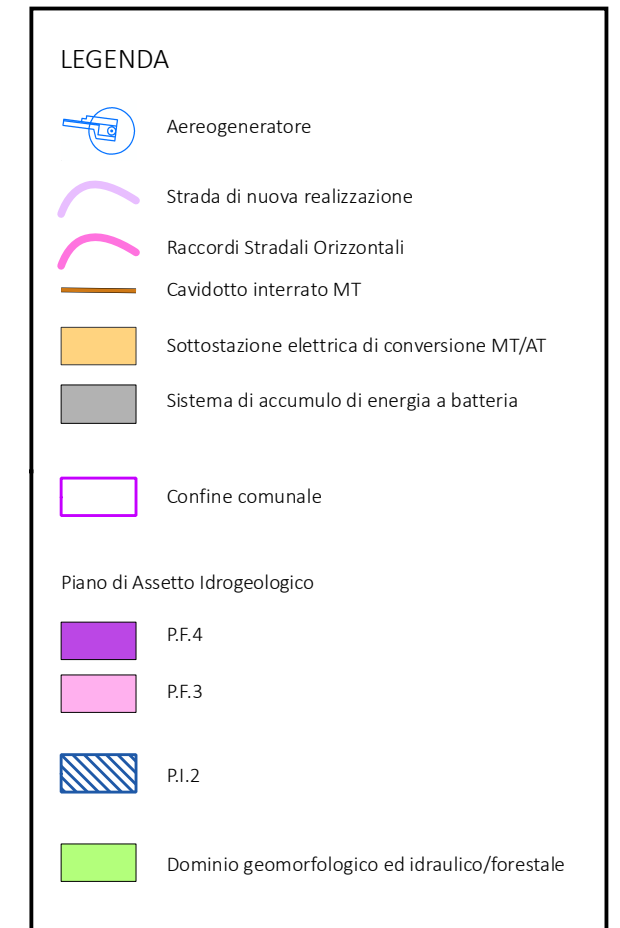 LEGENDA
Aereogeneratore
Strada di nuova realizzazione
Raccordi Stradali Orizzontali
Cavidotto interrato MT
Sottostazione elettrica di conversione MT/AT
Sistema di accumulo di energia a batteria
Confine comunale
Piano di Assetto Idrogeologico
P.F.4
P.F.3
P.I.2
Dominio geomorfologico ed idraulico/forestale